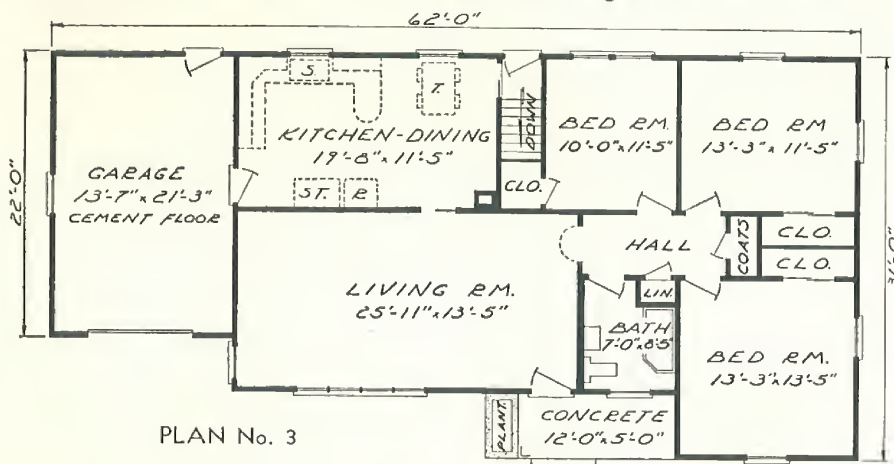 62'-0"
22'-0"
GARAGE
13'-7" x 21'-3"
CEMENT FLOOR
S.
T.
KITCHEN-DINING
19'-8" x 11'-5"
ST.
R.
DOWN
CLO.
BED RM.
10'-0" x 11'-5"
BED RM
13'-3" x 11'-5"
HALL
COATS
CLO.
CLO.
31'-0"
LIVING RM.
25'-11" x 13'-5"
LIN.
BATH
7'-0" x 8'-5"
BED RM.
13'-3" x 13'-5"
PLANT.
CONCRETE
12'-0" x 5'-0"
PLAN No. 3